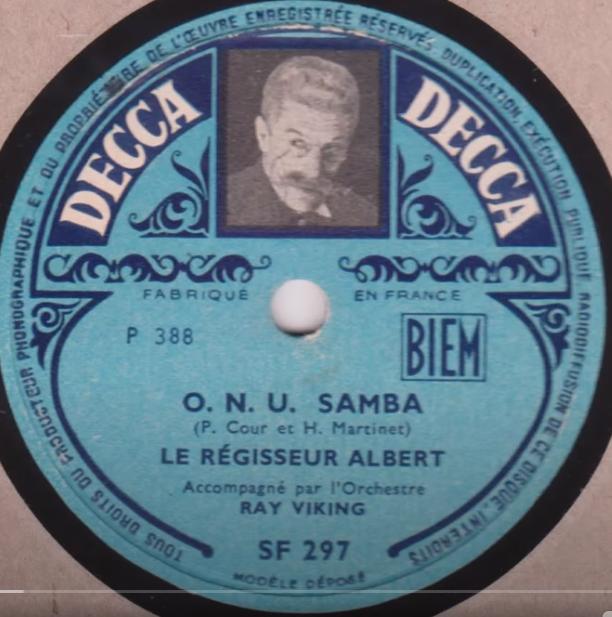 TOUS DROITS DU PRODUCTEUR PHONOGRAPHIQUE ET DU PROPRIÉTAIRE DE L'ŒUVRE ENREGISTRÉE RÉSERVÉS. DUPLICATION, EXÉCUTION PUBLIQUE, RADIODIFFUSION DE CE DISQUE, INTERDITS
DECCA
DECCA
FABRIQUÉ EN FRANCE
P 388
BIEM
O. N. U. SAMBA
(P. Cour et H. Martinet)
LE RÉGISSEUR ALBERT
Accompagné par l'Orchestre
RAY VIKING
SF 297
MODÈLE DÉPOSÉ